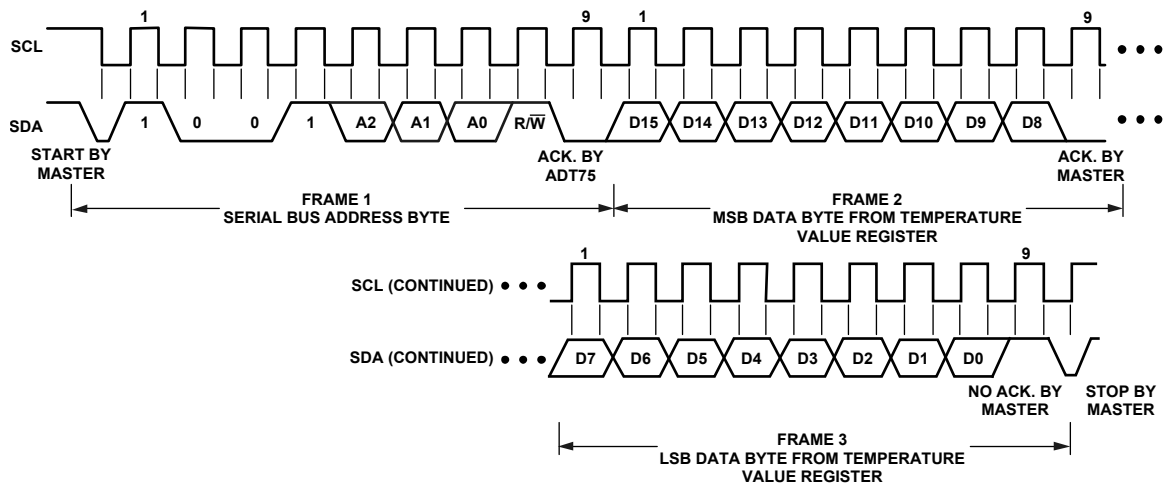 1 9 1 9
SCL
SDA 1 0 0 1 A2 A1 A0 R/W̅ D15 D14 D13 D12 D11 D10 D9 D8
START BY
MASTER
ACK. BY
ADT75
ACK. BY
MASTER
FRAME 1
SERIAL BUS ADDRESS BYTE
FRAME 2
MSB DATA BYTE FROM TEMPERATURE
VALUE REGISTER
1 9
SCL (CONTINUED)
SDA (CONTINUED) D7 D6 D5 D4 D3 D2 D1 D0
NO ACK. BY
MASTER
STOP BY
MASTER
FRAME 3
LSB DATA BYTE FROM TEMPERATURE
VALUE REGISTER